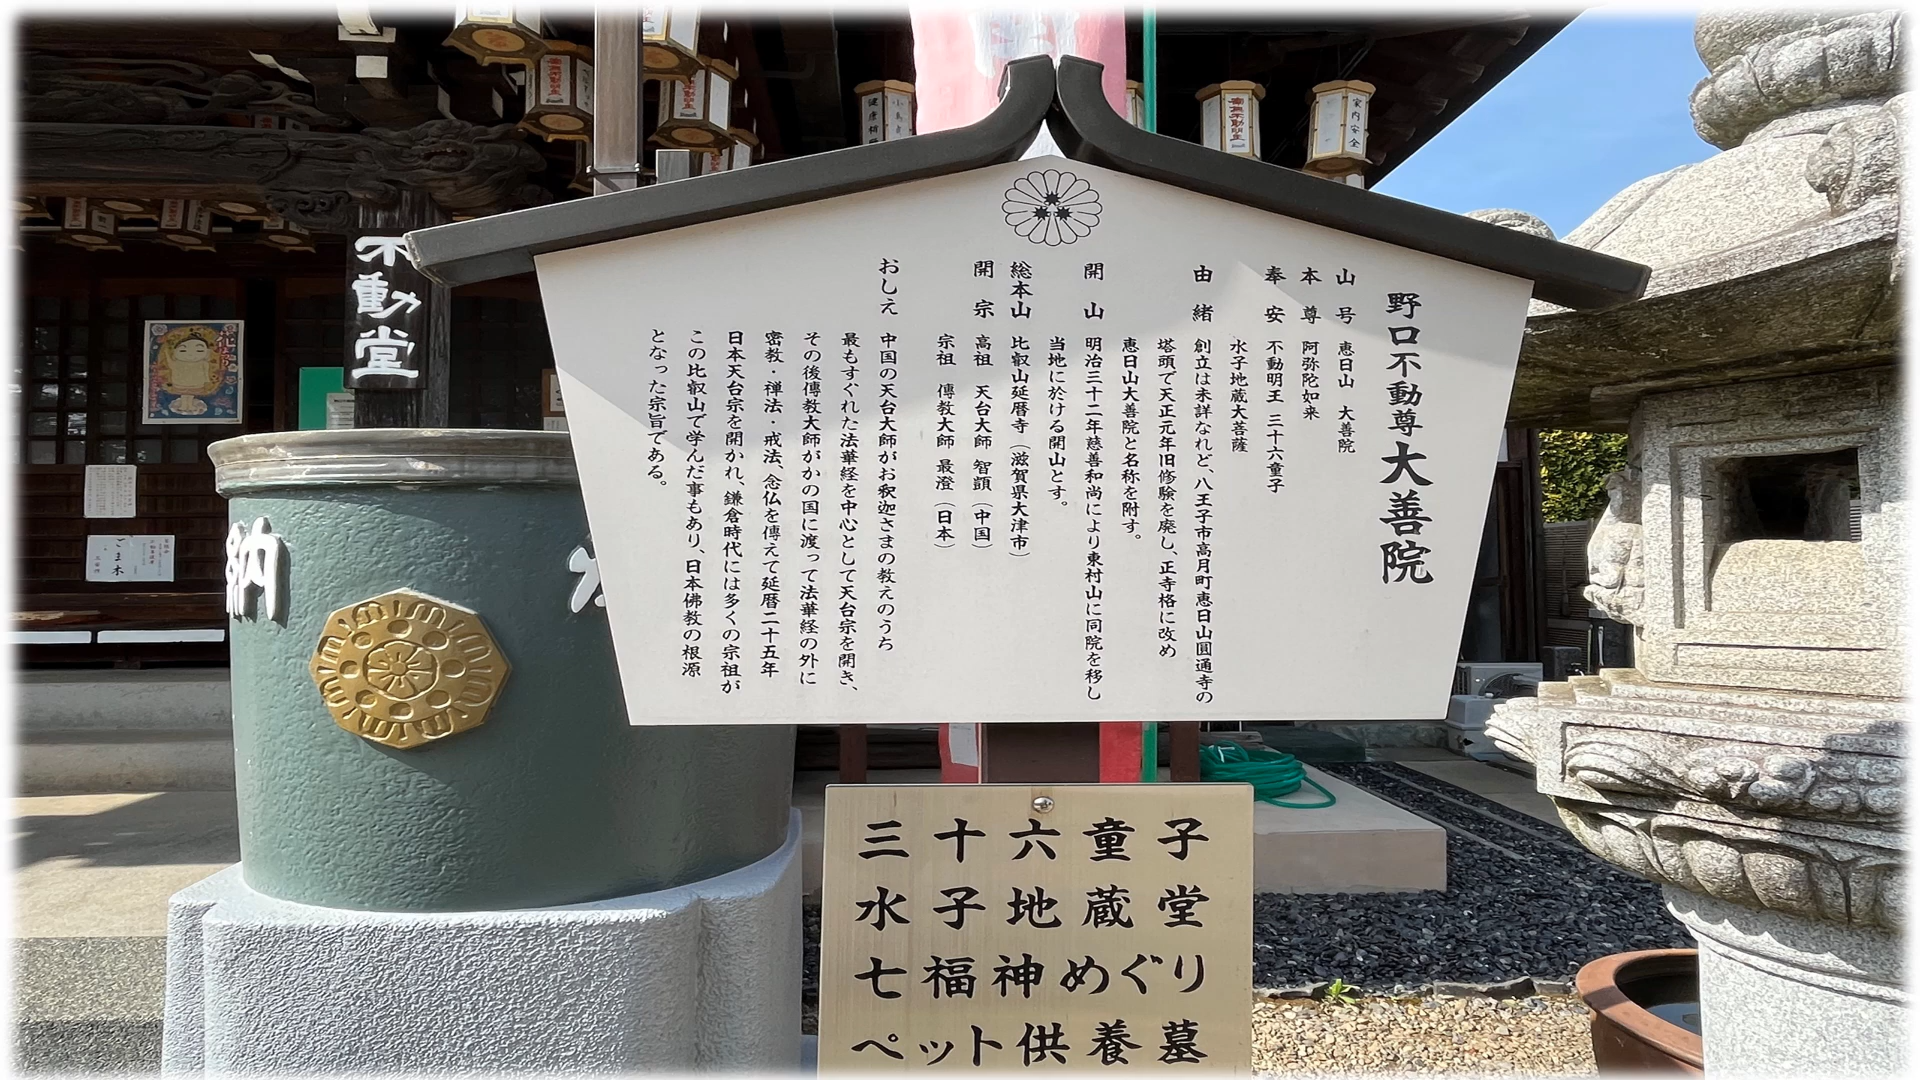 野口不動尊 大善院
山号 恵日山 大善院
本尊 阿弥陀如来
奉安 不動明王 三十六童子
水子地蔵大菩薩
由緒 創立は未詳なれど、八王子市高月町恵日山圓通寺の
塔頭で天正元年旧修験を廃し、正寺格に改め
恵日山大善院と名称を附す。
開山 明治三十二年慈善和尚により東村山に同院を移し
当地に於ける開山とす。
総本山 比叡山延暦寺(滋賀県大津市)
開宗 高祖 天台大師 智顗(中国)
宗祖 傳教大師 最澄(日本)
おしえ 中国の天台大師がお釈迦さまの教えのうち
最もすぐれた法華経を中心として天台宗を開き、
その後傳教大師がかの国に渡って法華経の外に
密教・禅法・戒法、念仏を傳えて延暦二十五年
日本天台宗を開かれ、鎌倉時代には多くの宗祖が
この比叡山で学んだ事もあり、日本佛教の根源
となった宗旨である。
三十六童子
水子地蔵堂
七福神めぐり
ペット供養墓
不動堂
納
家内安全
南無不動明王
ごま木